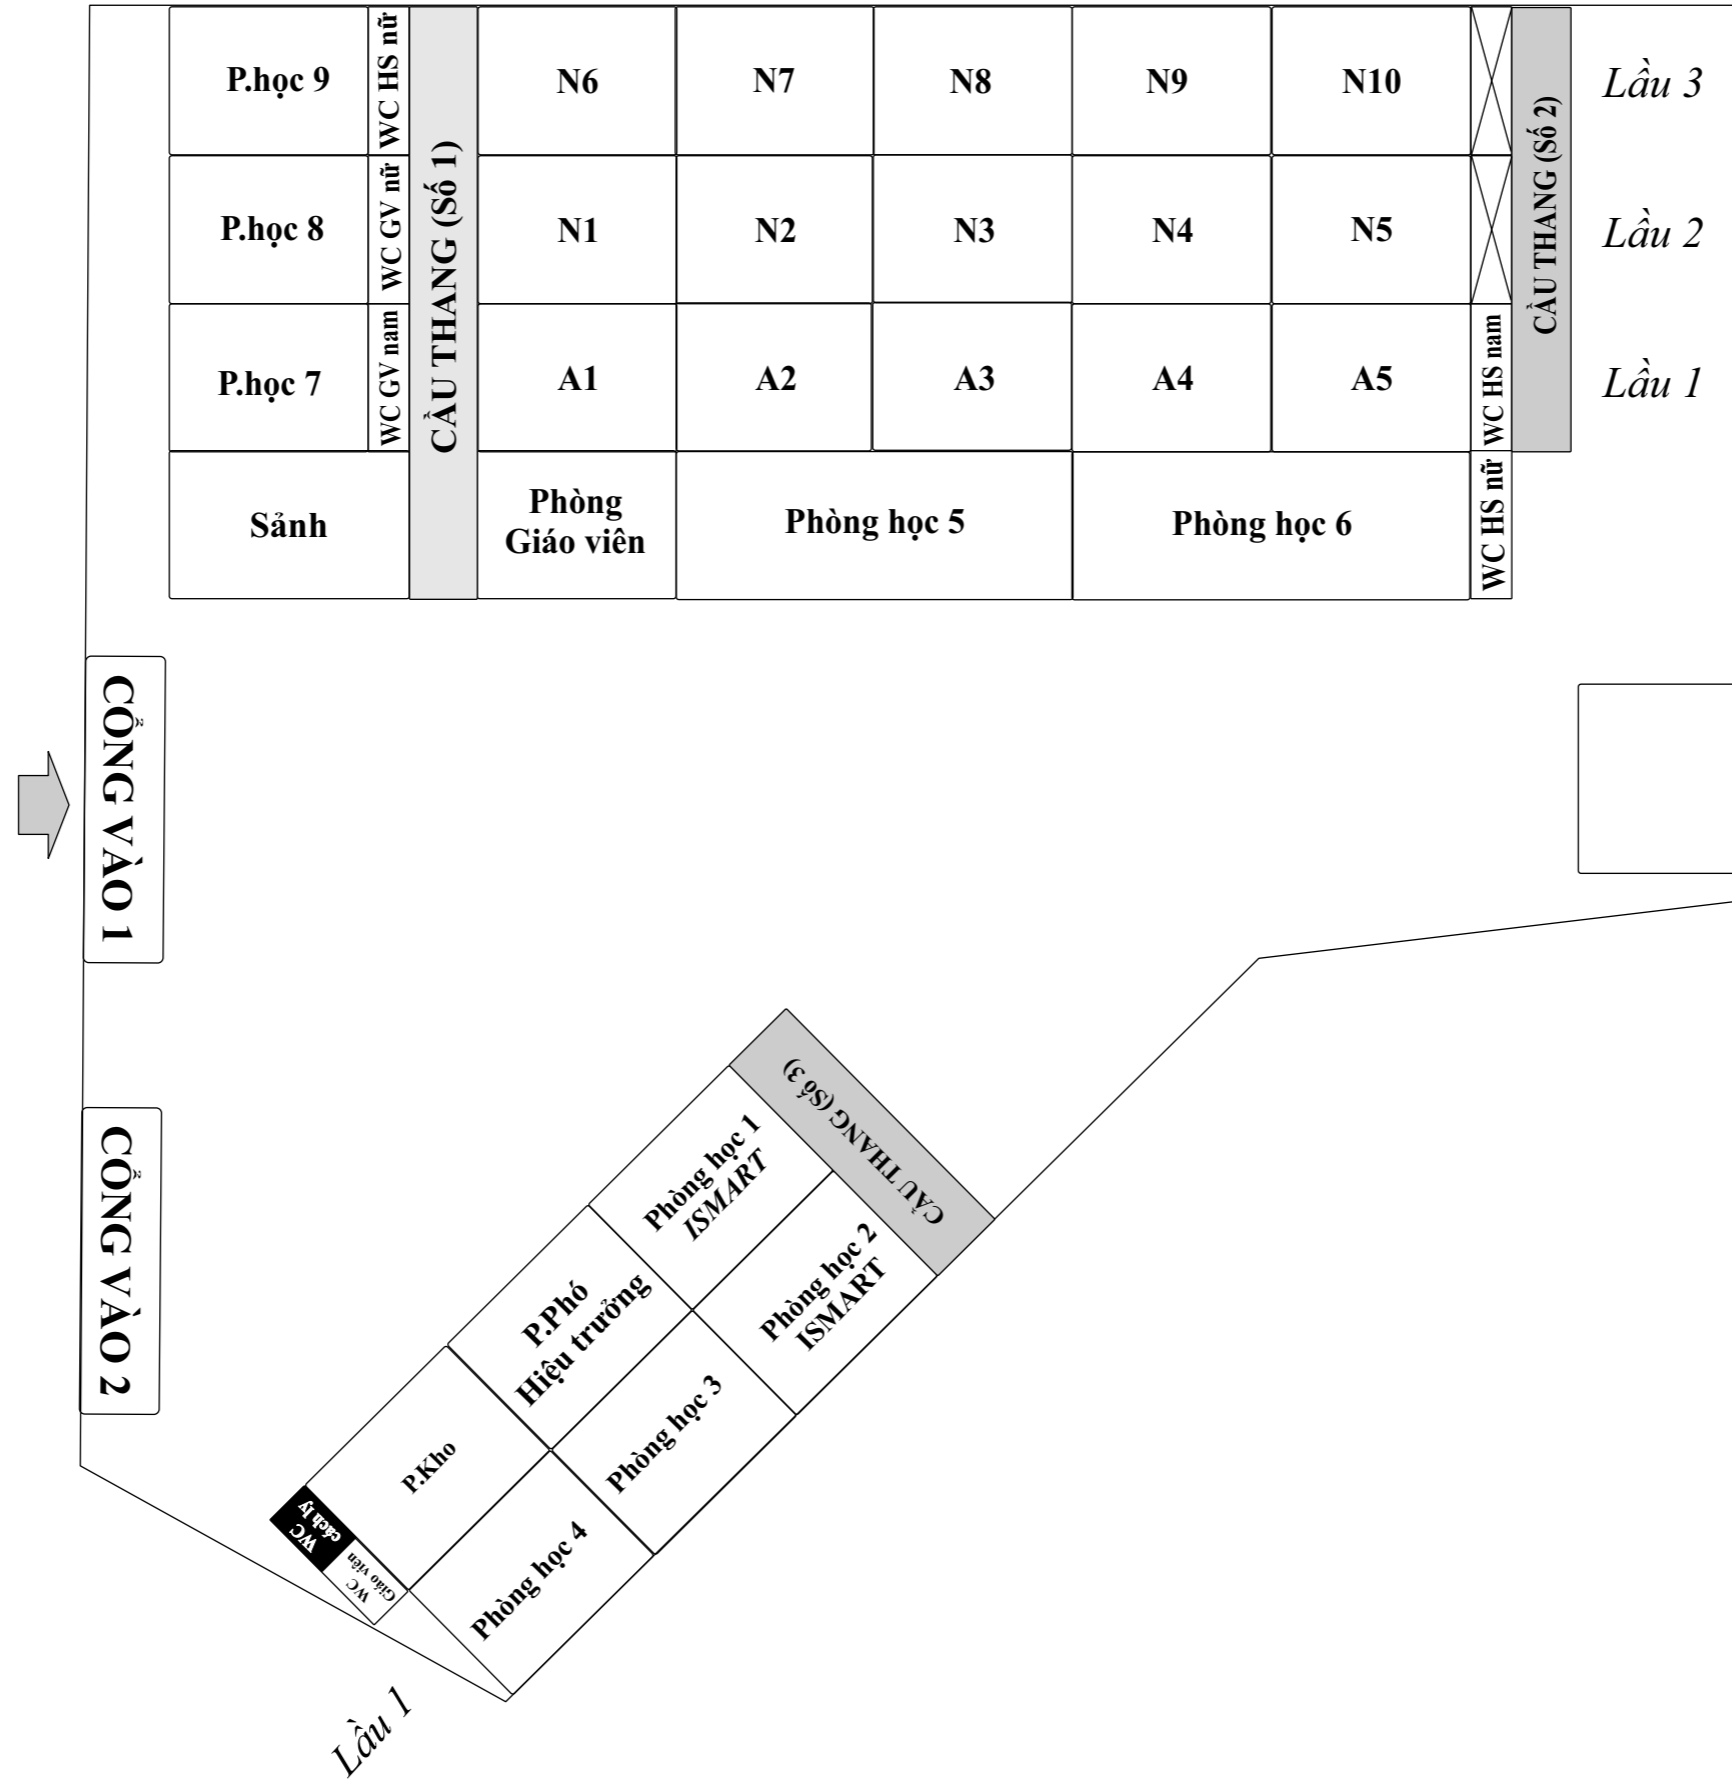 P.học 9
WC HS nữ
N6
N7
N8
N9
N10
Lầu 3
P.học 8
WC GV nữ
CẦU THANG (Số 1)
N1
N2
N3
N4
N5
CẦU THANG (Số 2)
Lầu 2
P.học 7
WC GV nam
A1
A2
A3
A4
A5
WC HS nam
Lầu 1
Sảnh
Phòng
Giáo viên
Phòng học 5
Phòng học 6
WC HS nữ
CỔNG VÀO 1
CỔNG VÀO 2
CẦU THANG (Số 3)
Phòng học 1
ISMART
Phòng học 2
ISMART
P.Phó
Hiệu trưởng
Phòng học 3
P.Kho
Phòng học 4
WC
cách ly
WC
Giáo viên
Lầu 1